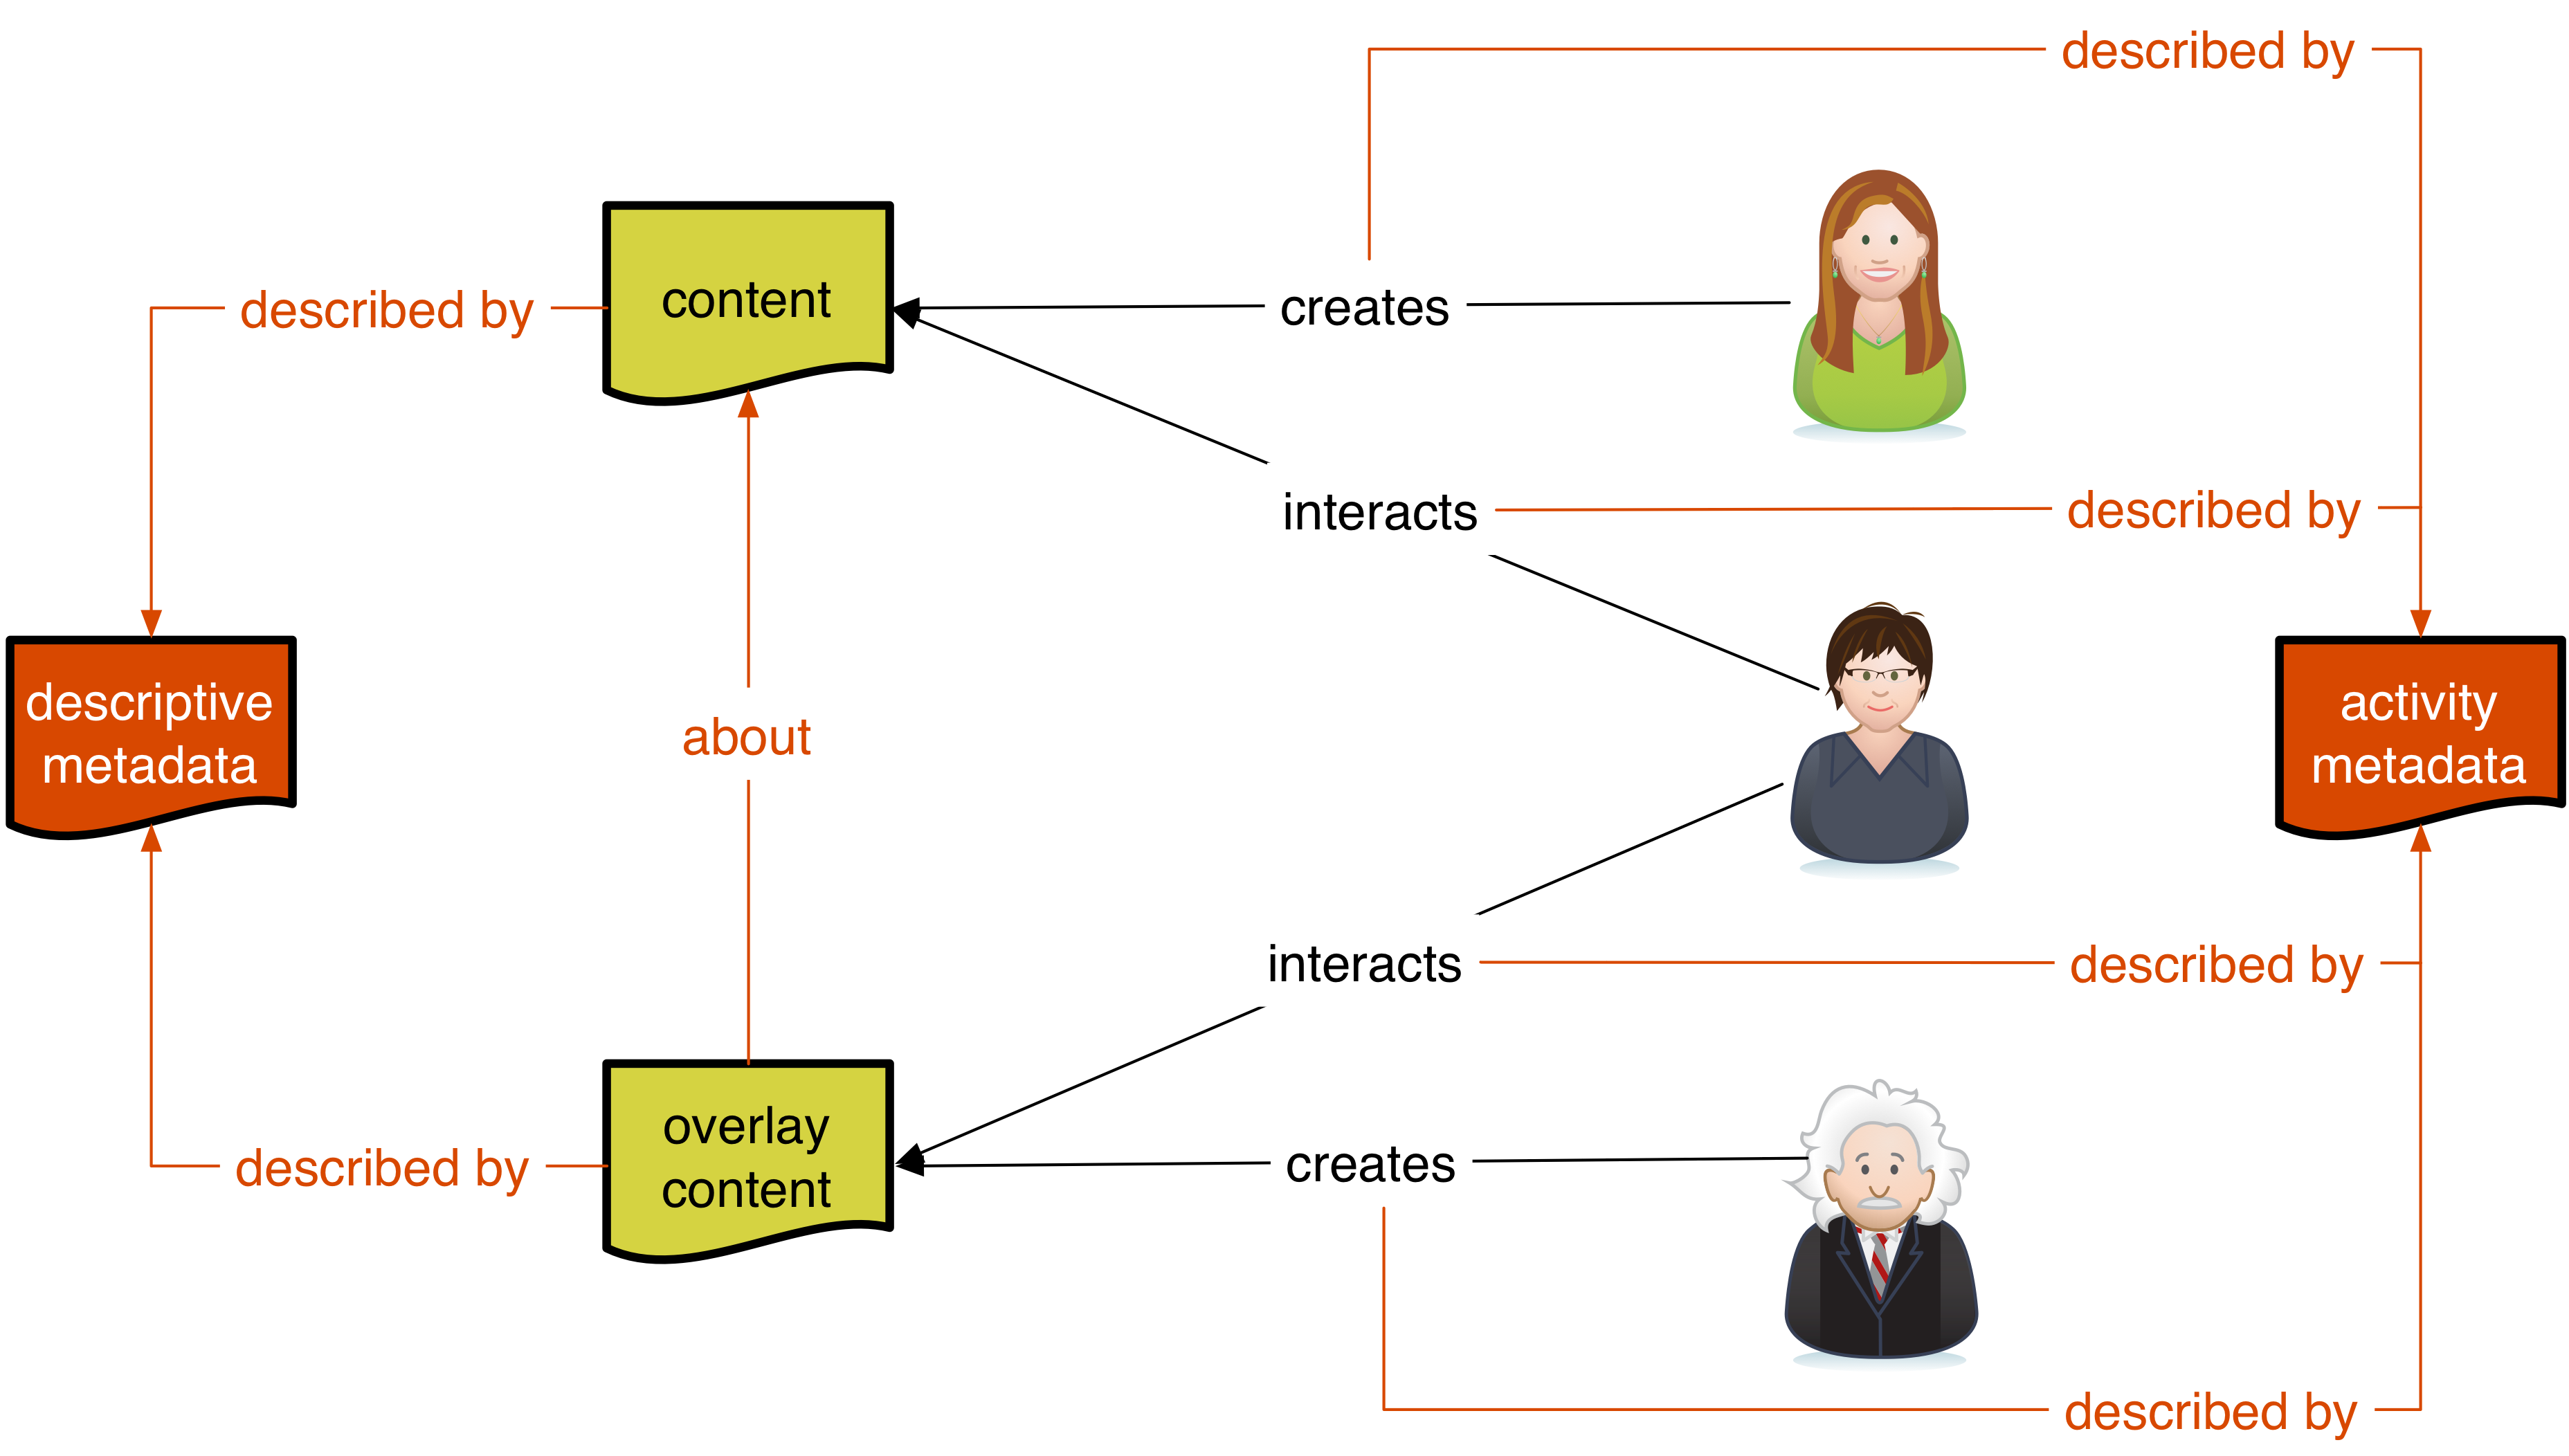 described by
content
described by
creates
interacts
described by
descriptive
metadata
about
activity
metadata
interacts
described by
overlay
content
described by
creates
described by